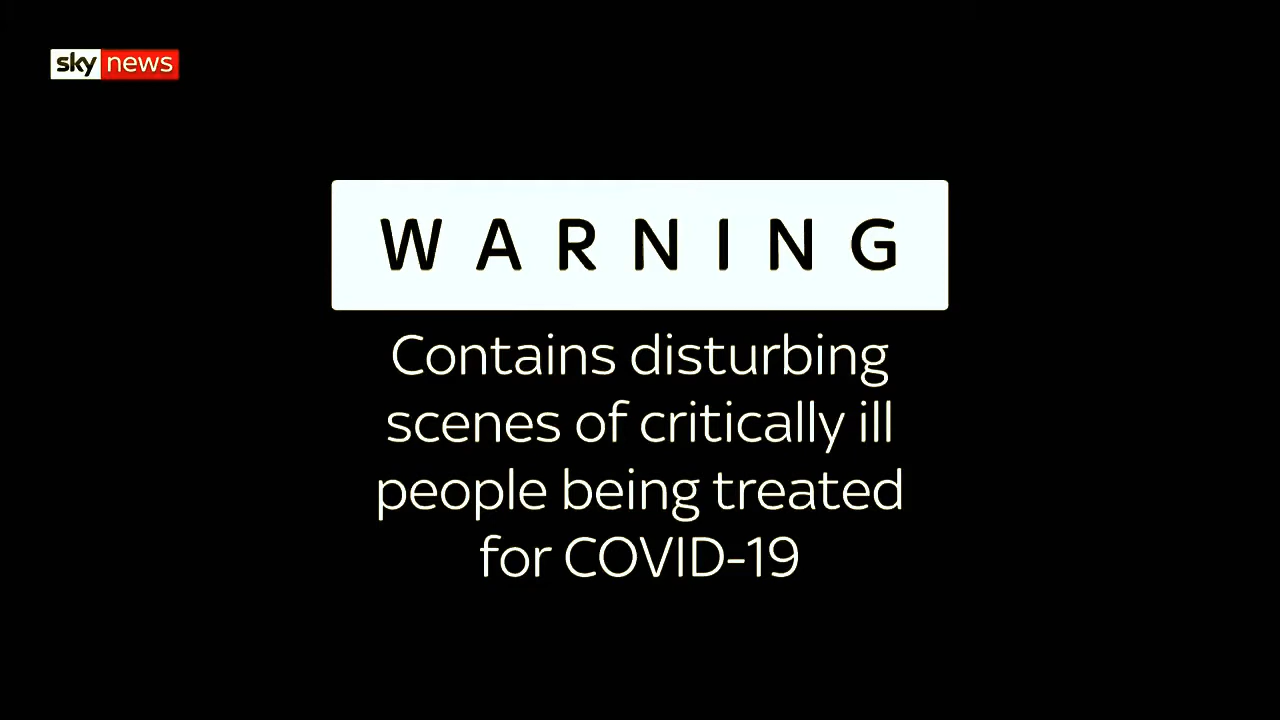 sky news
WARNING
Contains disturbing
scenes of critically ill
people being treated
for COVID-19